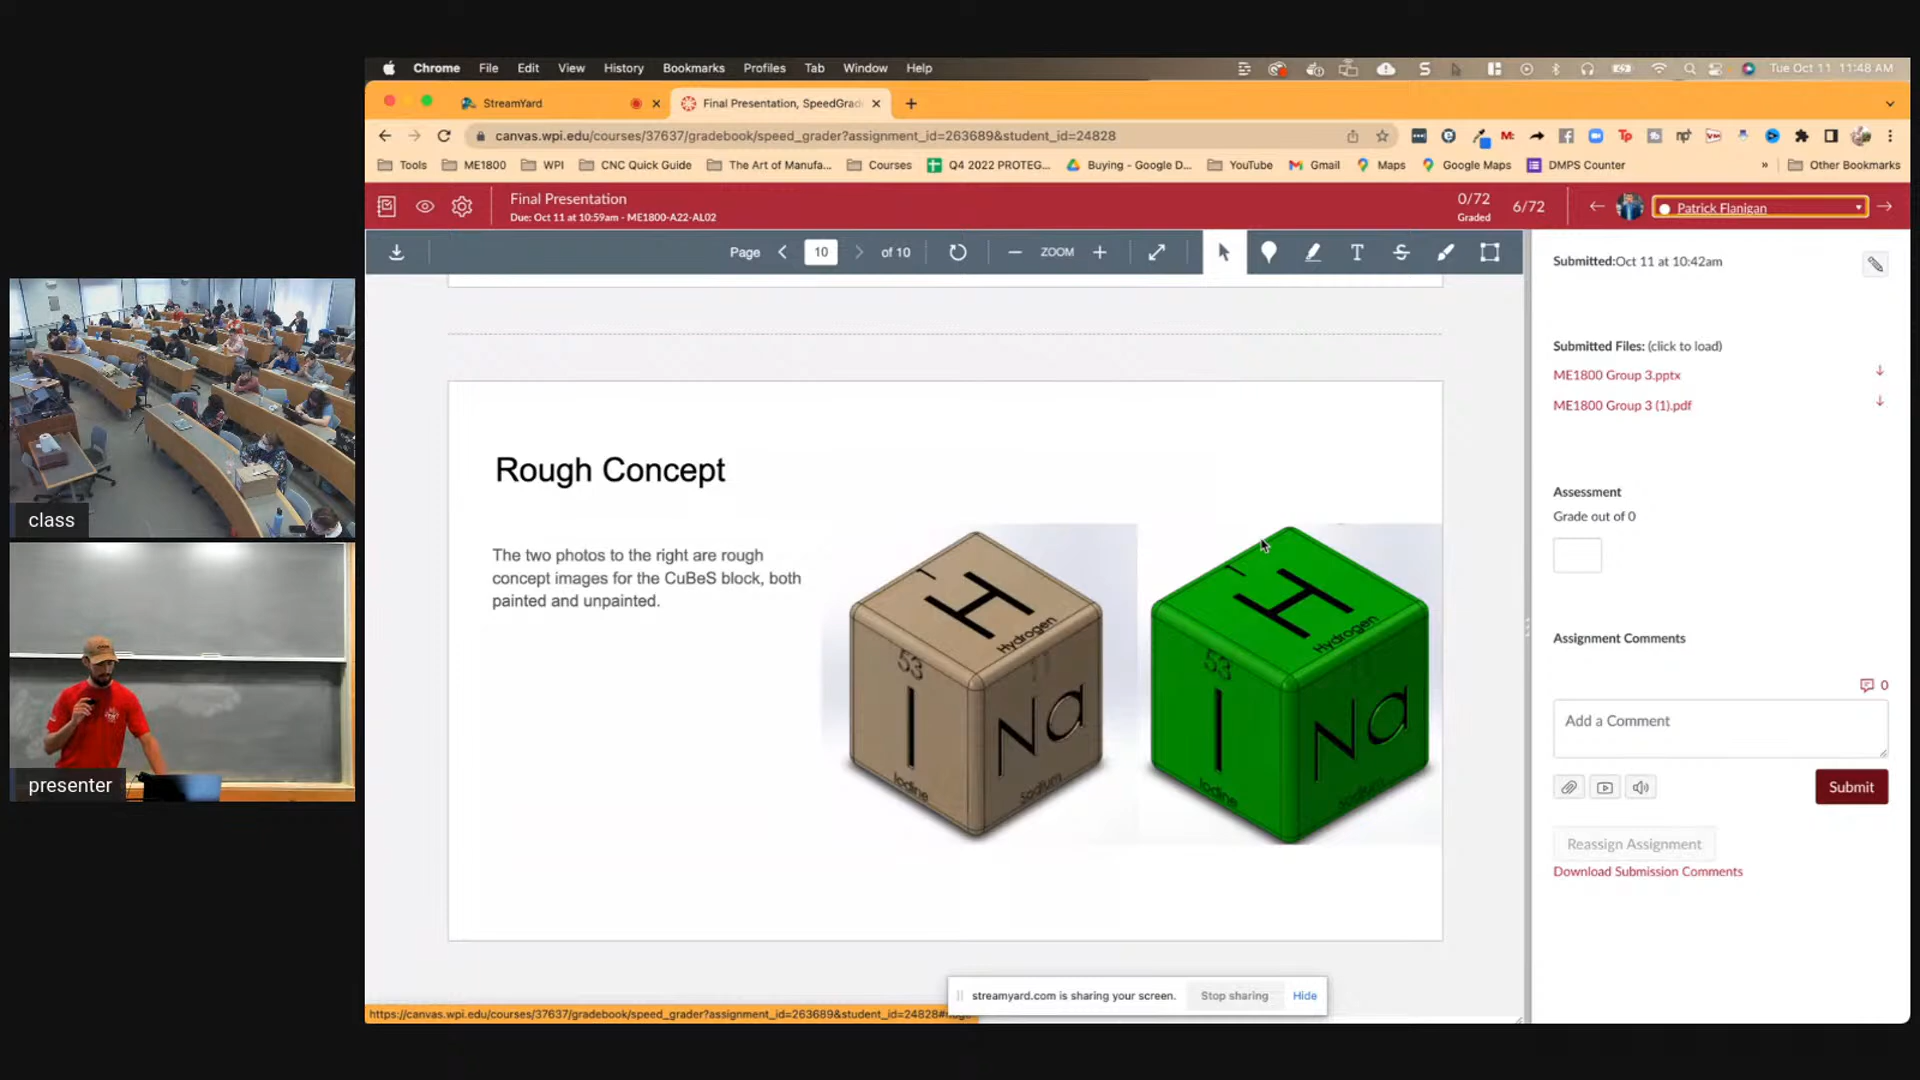 Chrome File Edit View History Bookmarks Profiles Tab Window Help
Tue Oct 11 11:48 AM
StreamYard
Final Presentation, SpeedGrad
canvas.wpi.edu/courses/37637/gradebook/speed_grader?assignment_id=263689&student_id=24828
Tools ME1800 WPI CNC Quick Guide The Art of Manufa... Courses Q4 2022 PROTEG... Buying - Google D... YouTube Gmail Maps Google Maps DMPS Counter » Other Bookmarks
Final Presentation
Due: Oct 11 at 10:59am - ME1800-A22-AL02
0/72
Graded
6/72
Patrick Flanigan
Page 10 of 10 ZOOM
Submitted:Oct 11 at 10:42am
Submitted Files: (click to load)
ME1800 Group 3.pptx
ME1800 Group 3 (1).pdf
Assessment
Grade out of 0
Assignment Comments
0
Add a Comment
Submit
Reassign Assignment
Download Submission Comments
Rough Concept
The two photos to the right are rough
concept images for the CuBeS block, both
painted and unpainted.
1
H
Hydrogen
53
I
Iodine
11
Na
Sodium
1
H
Hydrogen
53
I
Iodine
Na
Sodium
class
presenter
streamyard.com is sharing your screen. Stop sharing Hide
https://canvas.wpi.edu/courses/37637/gradebook/speed_grader?assignment_id=263689&student_id=24828#